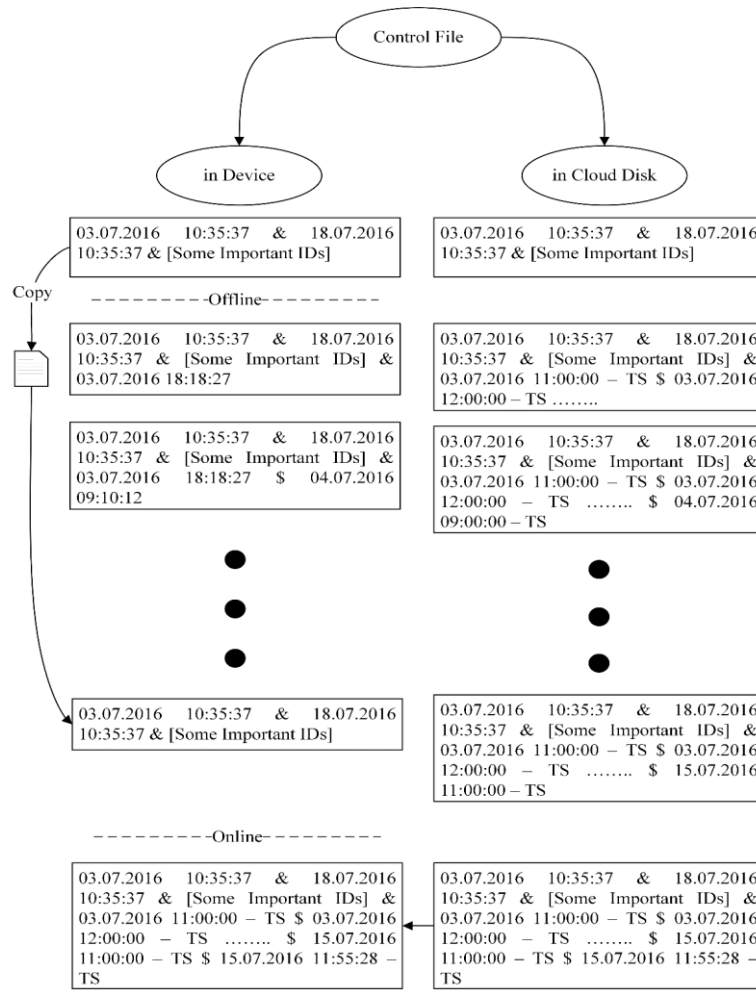 Control File
in Device
in Cloud Disk
03.07.2016 10:35:37 & 18.07.2016
10:35:37 & [Some Important IDs]
03.07.2016 10:35:37 & 18.07.2016
10:35:37 & [Some Important IDs]
Copy
Offline
03.07.2016 10:35:37 & 18.07.2016
10:35:37 & [Some Important IDs] &
03.07.2016 18:18:27
03.07.2016 10:35:37 & 18.07.2016
10:35:37 & [Some Important IDs] &
03.07.2016 11:00:00 – TS $ 03.07.2016
12:00:00 – TS ……..
03.07.2016 10:35:37 & 18.07.2016
10:35:37 & [Some Important IDs] &
03.07.2016 18:18:27 $ 04.07.2016
09:10:12
03.07.2016 10:35:37 & 18.07.2016
10:35:37 & [Some Important IDs] &
03.07.2016 11:00:00 – TS $ 03.07.2016
12:00:00 – TS …….. $ 04.07.2016
09:00:00 – TS
03.07.2016 10:35:37 & 18.07.2016
10:35:37 & [Some Important IDs]
03.07.2016 10:35:37 & 18.07.2016
10:35:37 & [Some Important IDs] &
03.07.2016 11:00:00 – TS $ 03.07.2016
12:00:00 – TS …….. $ 15.07.2016
11:00:00 – TS
Online
03.07.2016 10:35:37 & 18.07.2016
10:35:37 & [Some Important IDs] &
03.07.2016 11:00:00 – TS $ 03.07.2016
12:00:00 – TS …….. $ 15.07.2016
11:00:00 – TS $ 15.07.2016 11:55:28 –
TS
03.07.2016 10:35:37 & 18.07.2016
10:35:37 & [Some Important IDs] &
03.07.2016 11:00:00 – TS $ 03.07.2016
12:00:00 – TS …….. $ 15.07.2016
11:00:00 – TS $ 15.07.2016 11:55:28 –
TS